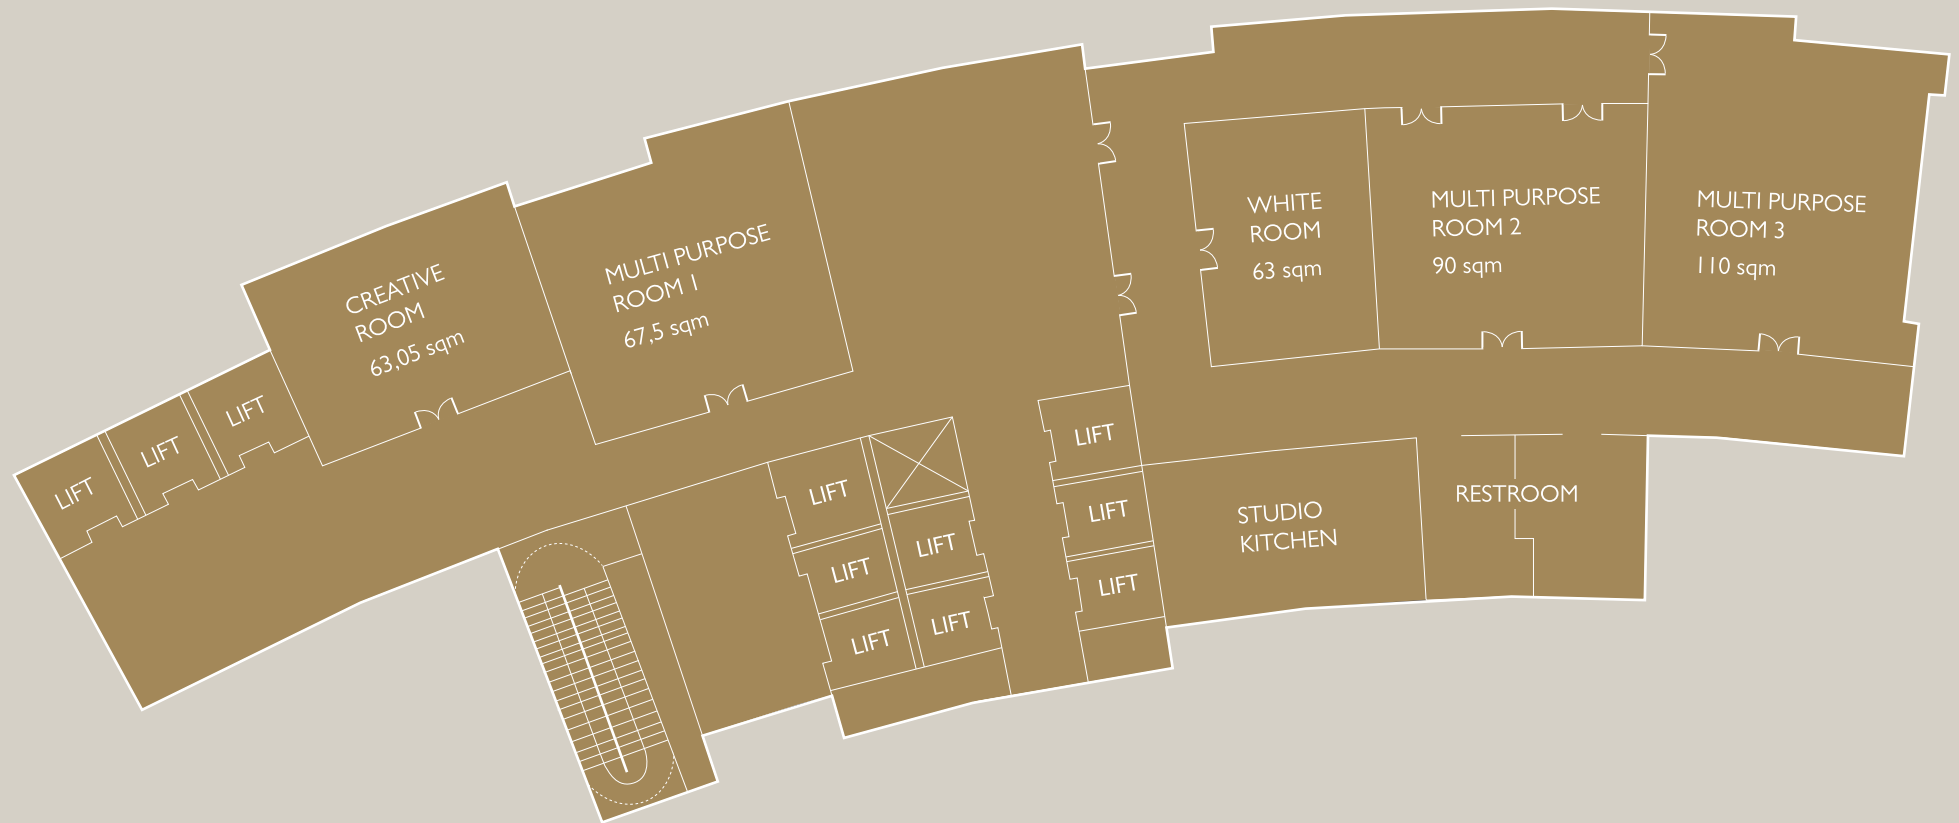 LIFT
LIFT
LIFT
CREATIVE
ROOM
63,05 sqm
MULTI PURPOSE
ROOM 1
67,5 sqm
WHITE
ROOM
63 sqm
MULTI PURPOSE
ROOM 2
90 sqm
MULTI PURPOSE
ROOM 3
110 sqm
LIFT
LIFT
LIFT
LIFT
LIFT
LIFT
LIFT
LIFT
STUDIO
KITCHEN
RESTROOM